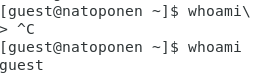 [guest@natoponen ~]$ whoami\
> ^C
[guest@natoponen ~]$ whoami
guest